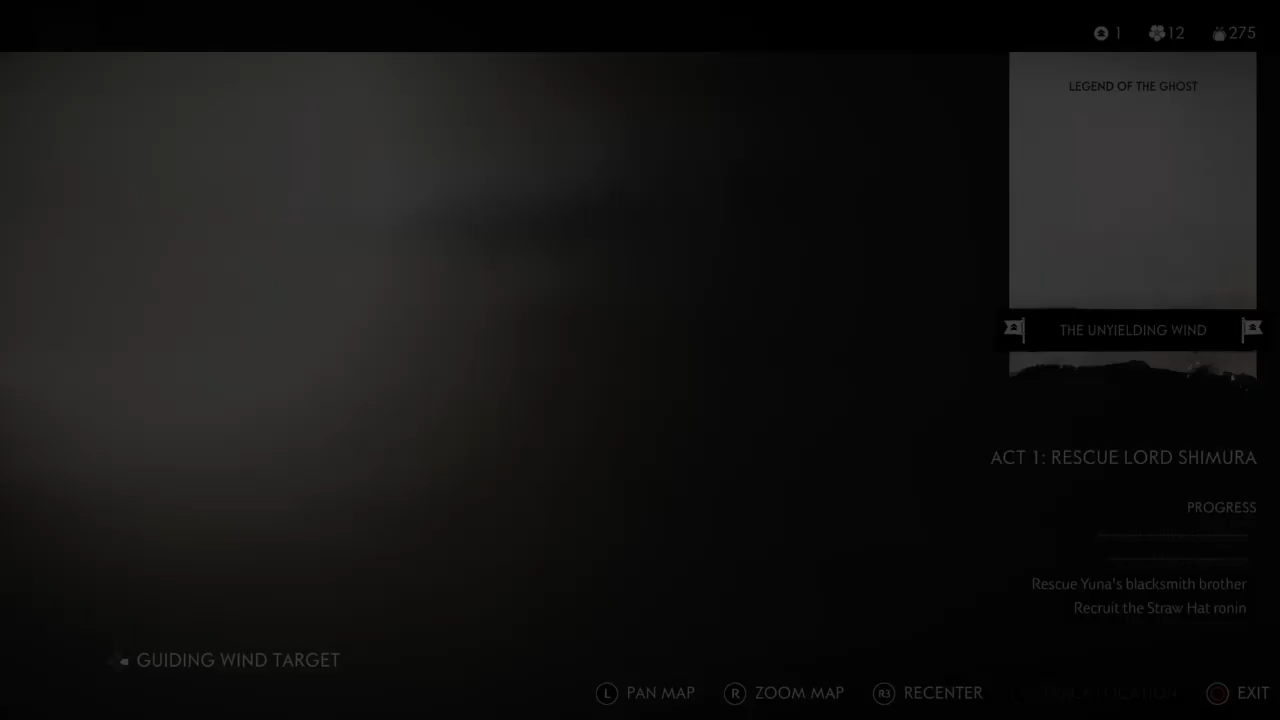 1 12 275
LEGEND OF THE GHOST
THE UNYIELDING WIND
ACT 1: RESCUE LORD SHIMURA
PROGRESS
Rescue Yuna's blacksmith brother
Recruit the Straw Hat ronin
GUIDING WIND TARGET
L PAN MAP R ZOOM MAP R3 RECENTER EXIT